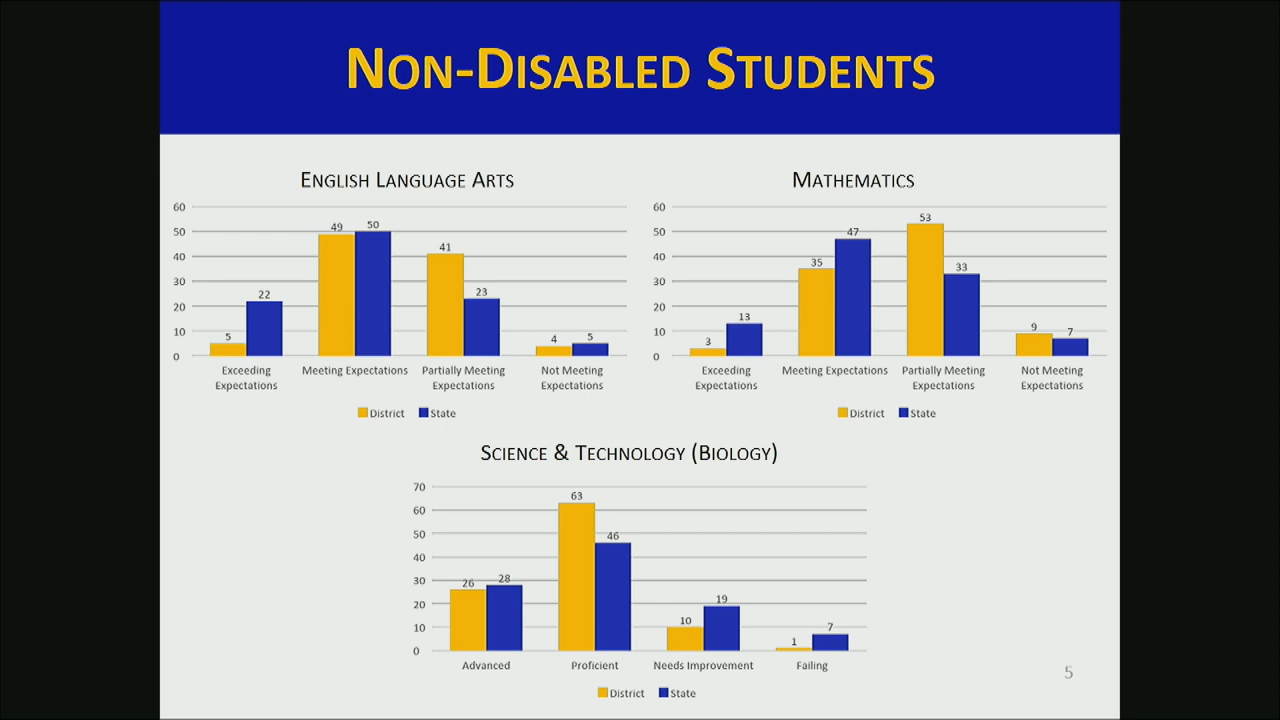 NON-DISABLED STUDENTS
ENGLISH LANGUAGE ARTS
60
50
40
30
20
10
0
5 22 49 50 41 23 4 5
Exceeding Expectations
Meeting Expectations
Partially Meeting Expectations
Not Meeting Expectations
District State
MATHEMATICS
60
50
40
30
20
10
0
3 13 35 47 53 33 9 7
Exceeding Expectations
Meeting Expectations
Partially Meeting Expectations
Not Meeting Expectations
District State
SCIENCE & TECHNOLOGY (BIOLOGY)
70
60
50
40
30
20
10
0
26 28 63 46 10 19 1 7
Advanced Proficient Needs Improvement Failing
District State
5